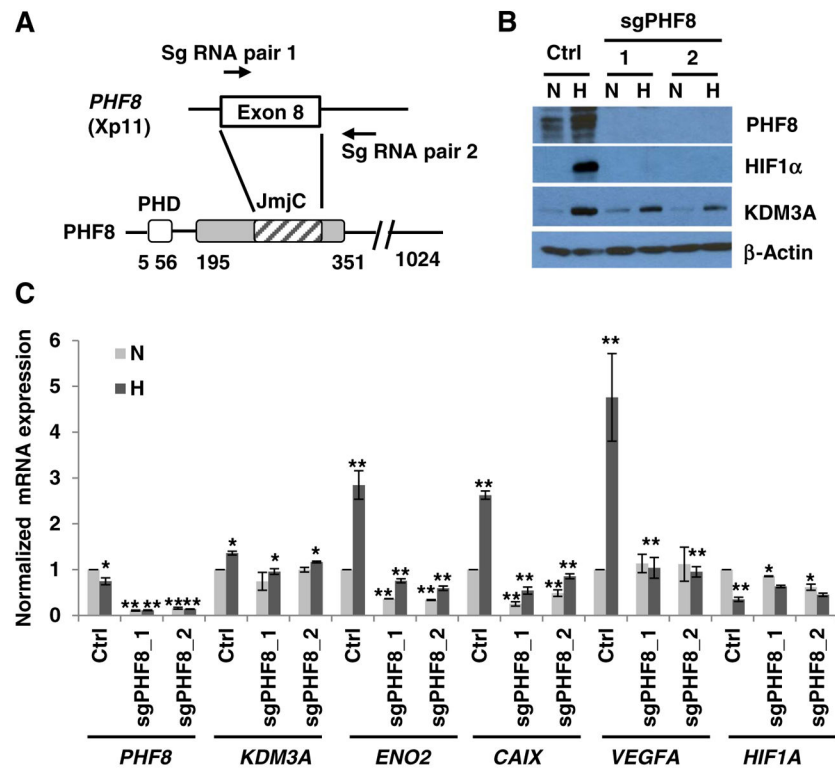 A
Sg RNA pair 1
PHF8
(Xp11)
Exon 8
Sg RNA pair 2
PHD
JmjC
PHF8
5 56 195 351 1024
B
sgPHF8
Ctrl 1 2
N H N H N H
PHF8
HIF1α
KDM3A
β-Actin
C
Normalized mRNA expression
6
5
4
3
2
1
0
N
H
* ** ** ** **
* * *
** ** ** ** **
** ** ** ** **
** ** **
** * *
Ctrl sgPHF8_1 sgPHF8_2 Ctrl sgPHF8_1 sgPHF8_2 Ctrl sgPHF8_1 sgPHF8_2 Ctrl sgPHF8_1 sgPHF8_2 Ctrl sgPHF8_1 sgPHF8_2 Ctrl sgPHF8_1 sgPHF8_2
PHF8 KDM3A ENO2 CAIX VEGFA HIF1A